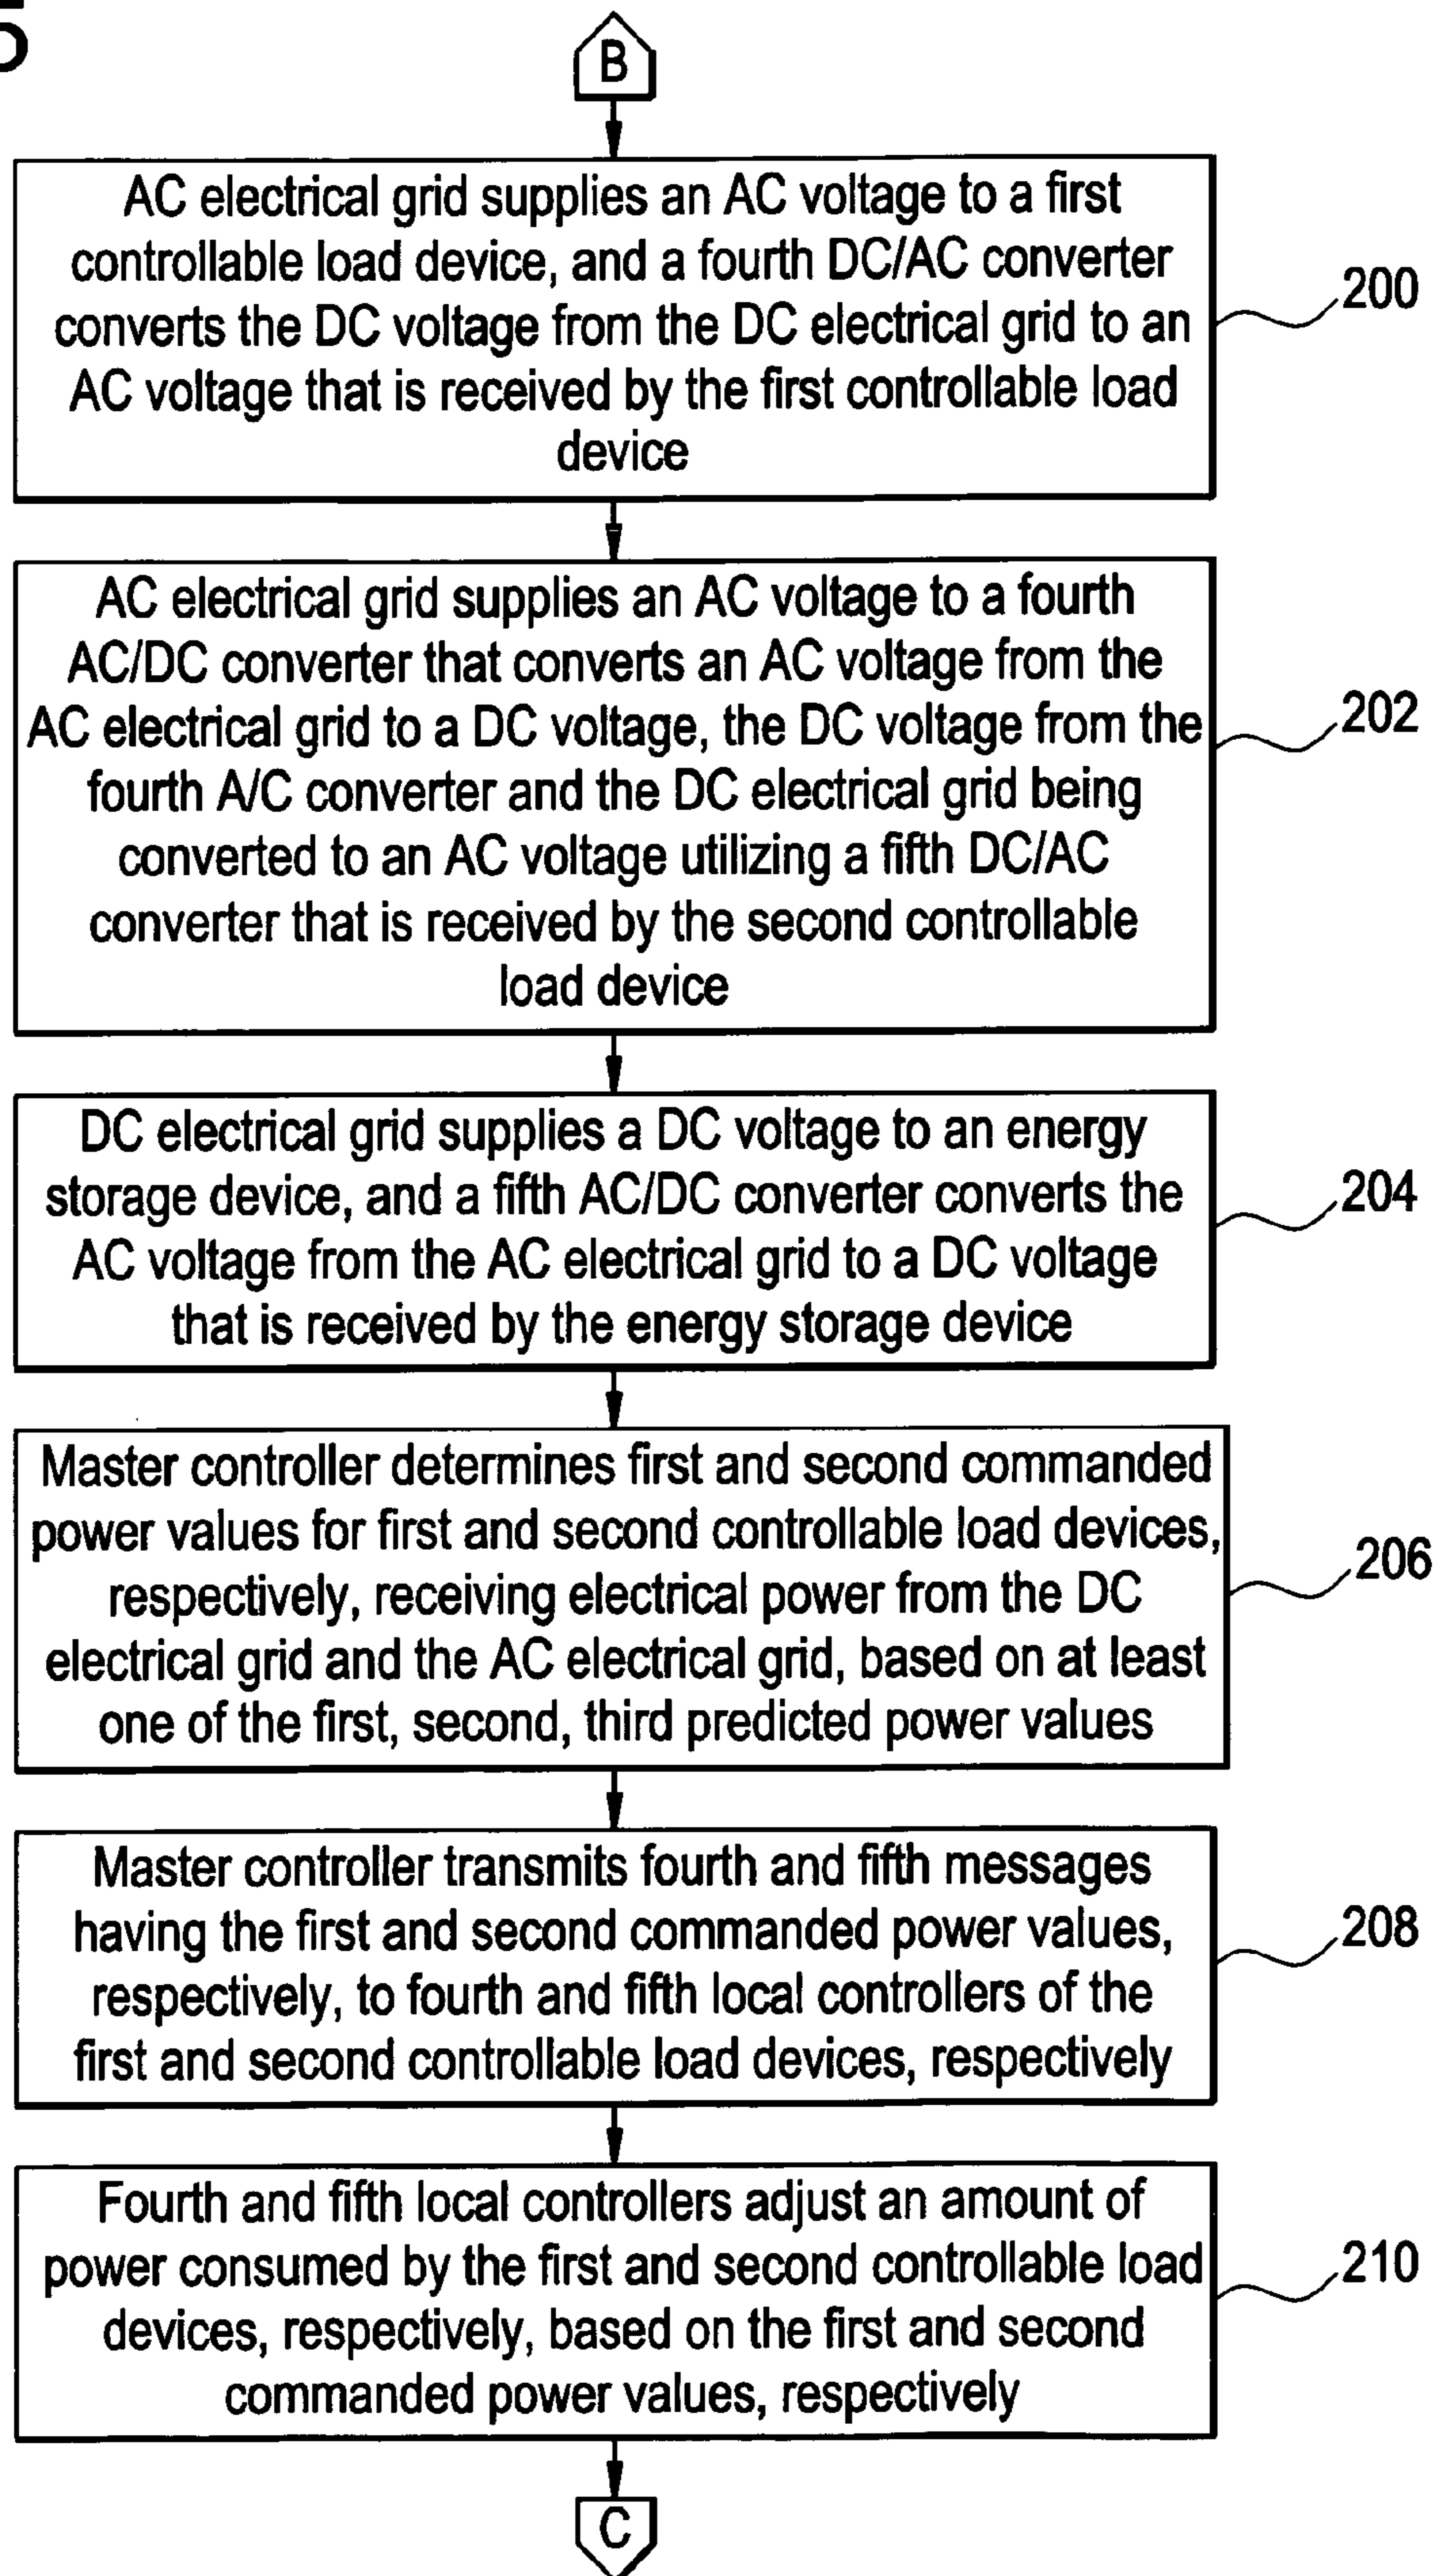 5
B
AC electrical grid supplies an AC voltage to a first
controllable load device, and a fourth DC/AC converter
converts the DC voltage from the DC electrical grid to an
AC voltage that is received by the first controllable load
device
200
AC electrical grid supplies an AC voltage to a fourth
AC/DC converter that converts an AC voltage from the
AC electrical grid to a DC voltage, the DC voltage from the
fourth A/C converter and the DC electrical grid being
converted to an AC voltage utilizing a fifth DC/AC
converter that is received by the second controllable
load device
202
DC electrical grid supplies a DC voltage to an energy
storage device, and a fifth AC/DC converter converts the
AC voltage from the AC electrical grid to a DC voltage
that is received by the energy storage device
204
Master controller determines first and second commanded
power values for first and second controllable load devices,
respectively, receiving electrical power from the DC
electrical grid and the AC electrical grid, based on at least
one of the first, second, third predicted power values
206
Master controller transmits fourth and fifth messages
having the first and second commanded power values,
respectively, to fourth and fifth local controllers of the
first and second controllable load devices, respectively
208
Fourth and fifth local controllers adjust an amount of
power consumed by the first and second controllable load
devices, respectively, based on the first and second
commanded power values, respectively
210
C